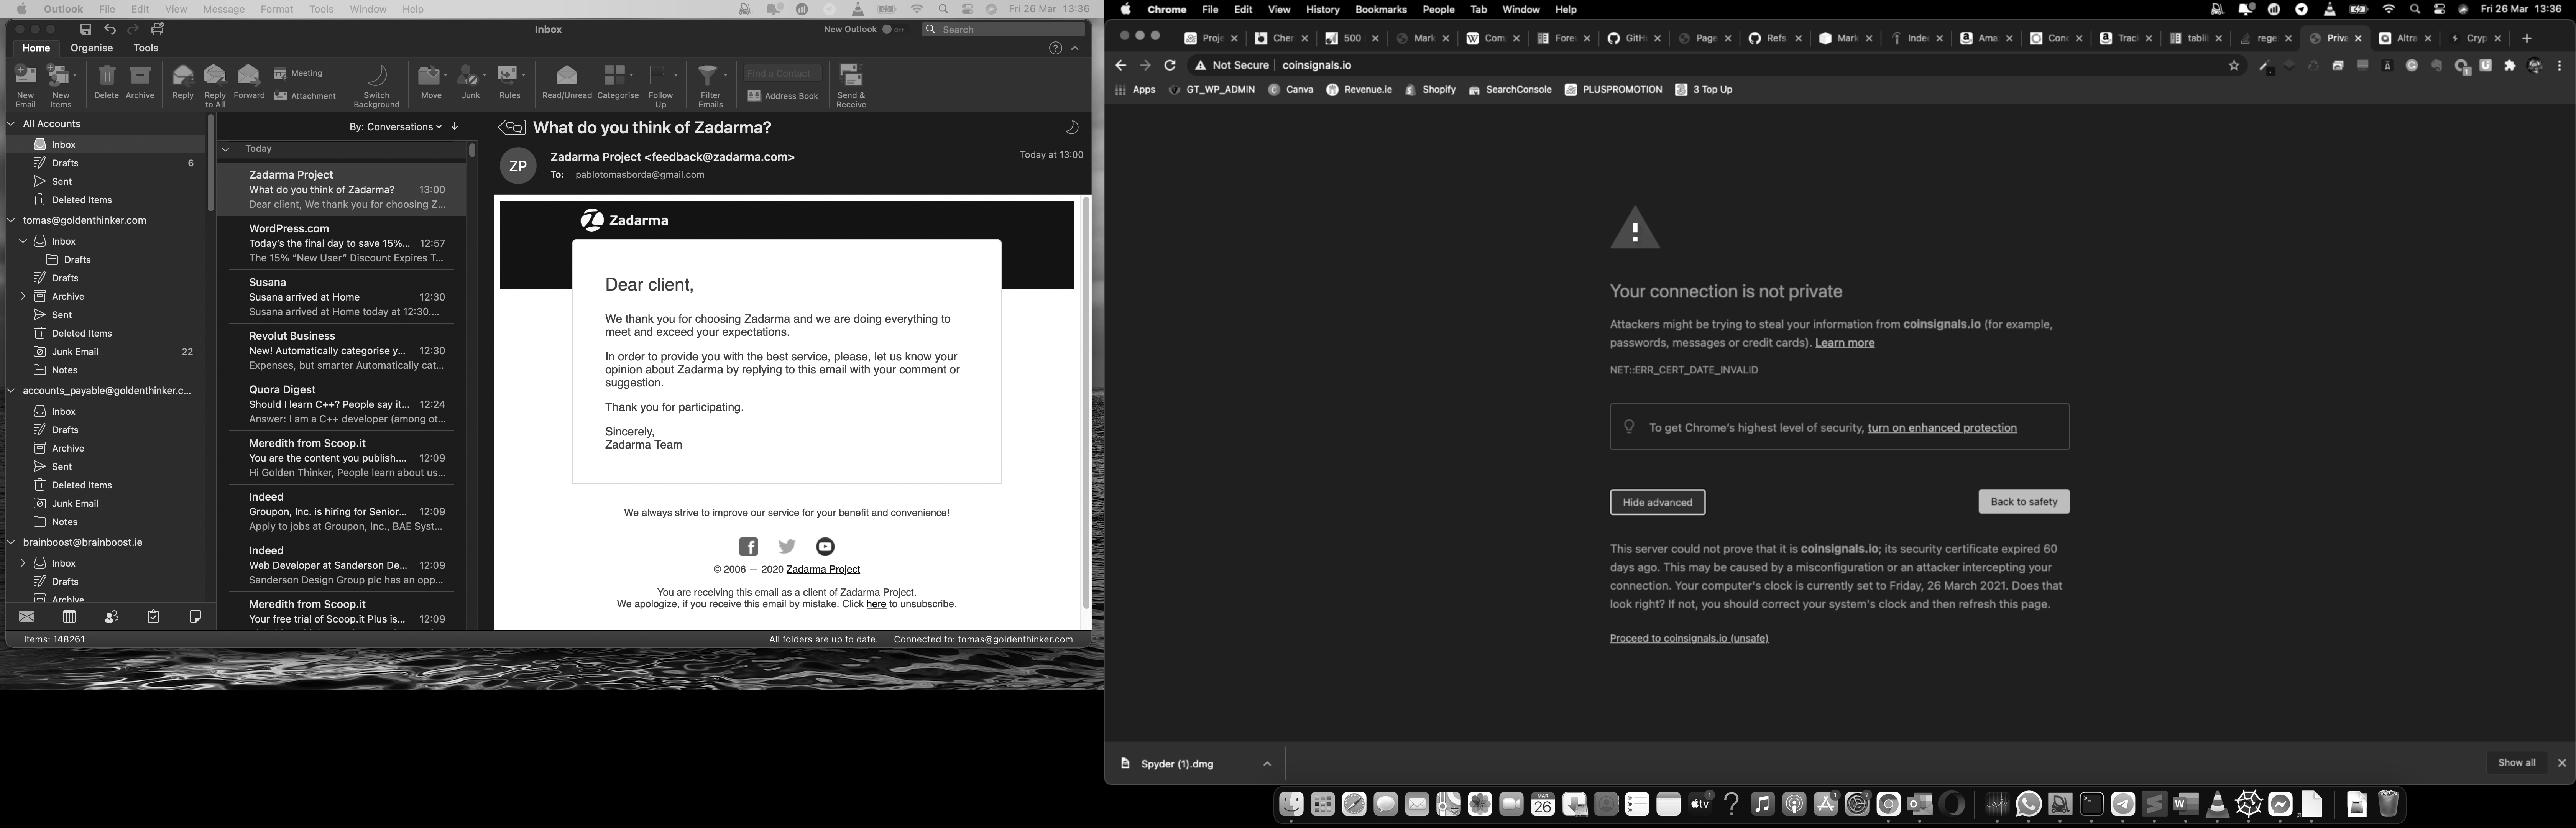 Outlook File Edit View Message Format Tools Window Help
Fri 26 Mar 13:36
Inbox
New Outlook
Search
Home Organise Tools
New Email
New Items
Delete
Archive
Reply
Reply to All
Forward
Meeting
Attachment
Switch Background
Move
Junk
Rules
Read/Unread
Categorise
Follow Up
Filter Emails
Find a Contact
Address Book
Send & Receive
All Accounts
Inbox
Drafts 6
Sent
Deleted Items
tomas@goldenthinker.com
Inbox
Drafts
Drafts
Archive
Sent
Deleted Items
Junk Email 22
Notes
accounts_payable@goldenthinker.c...
Inbox
Drafts
Archive
Sent
Deleted Items
Junk Email
Notes
brainboost@brainboost.ie
Inbox
Drafts
Archive
Items: 148261
By: Conversations
Today
Zadarma Project
What do you think of Zadarma? 13:00
Dear client, We thank you for choosing Z...
WordPress.com
Today's the final day to save 15%... 12:57
The 15% "New User" Discount Expires T...
Susana
Susana arrived at Home 12:30
Susana arrived at Home today at 12:30....
Revolut Business
New! Automatically categorise y... 12:30
Expenses, but smarter Automatically cat...
Quora Digest
Should I learn C++? People say it... 12:24
Answer: I am a C++ developer (among ot...
Meredith from Scoop.it
You are the content you publish.... 12:09
Hi Golden Thinker, People learn about us...
Indeed
Groupon, Inc. is hiring for Senior... 12:09
Apply to jobs at Groupon, Inc., BAE Syst...
Indeed
Web Developer at Sanderson De... 12:09
Sanderson Design Group plc has an opp...
Meredith from Scoop.it
Your free trial of Scoop.it Plus is... 12:09
What do you think of Zadarma?
ZP
Zadarma Project <feedback@zadarma.com>
Today at 13:00
To: pablotomasborda@gmail.com
Zadarma
Dear client,
We thank you for choosing Zadarma and we are doing everything to
meet and exceed your expectations.
In order to provide you with the best service, please, let us know your
opinion about Zadarma by replying to this email with your comment or
suggestion.
Thank you for participating.
Sincerely,
Zadarma Team
We always strive to improve our service for your benefit and convenience!
© 2006 — 2020 Zadarma Project
You are receiving this email as a client of Zadarma Project.
We apologize, if you receive this email by mistake. Click here to unsubscribe.
All folders are up to date. Connected to: tomas@goldenthinker.com
Chrome File Edit View History Bookmarks People Tab Window Help
Fri 26 Mar 13:36
Proje Cher 500 Mark Com Fore GitH Page Refs Mark Index Ama Conc Track tabli rege Priva Altra Cryp
Not Secure | coinsignals.io
Apps GT_WP_ADMIN Canva Revenue.ie Shopify SearchConsole PLUSPROMOTION 3 Top Up
Your connection is not private
Attackers might be trying to steal your information from coinsignals.io (for example,
passwords, messages or credit cards). Learn more
NET::ERR_CERT_DATE_INVALID
To get Chrome's highest level of security, turn on enhanced protection
Hide advanced
Back to safety
This server could not prove that it is coinsignals.io; its security certificate expired 60
days ago. This may be caused by a misconfiguration or an attacker intercepting your
connection. Your computer's clock is currently set to Friday, 26 March 2021. Does that
look right? If not, you should correct your system's clock and then refresh this page.
Proceed to coinsignals.io (unsafe)
Spyder (1).dmg
Show all
MAR
26
tv